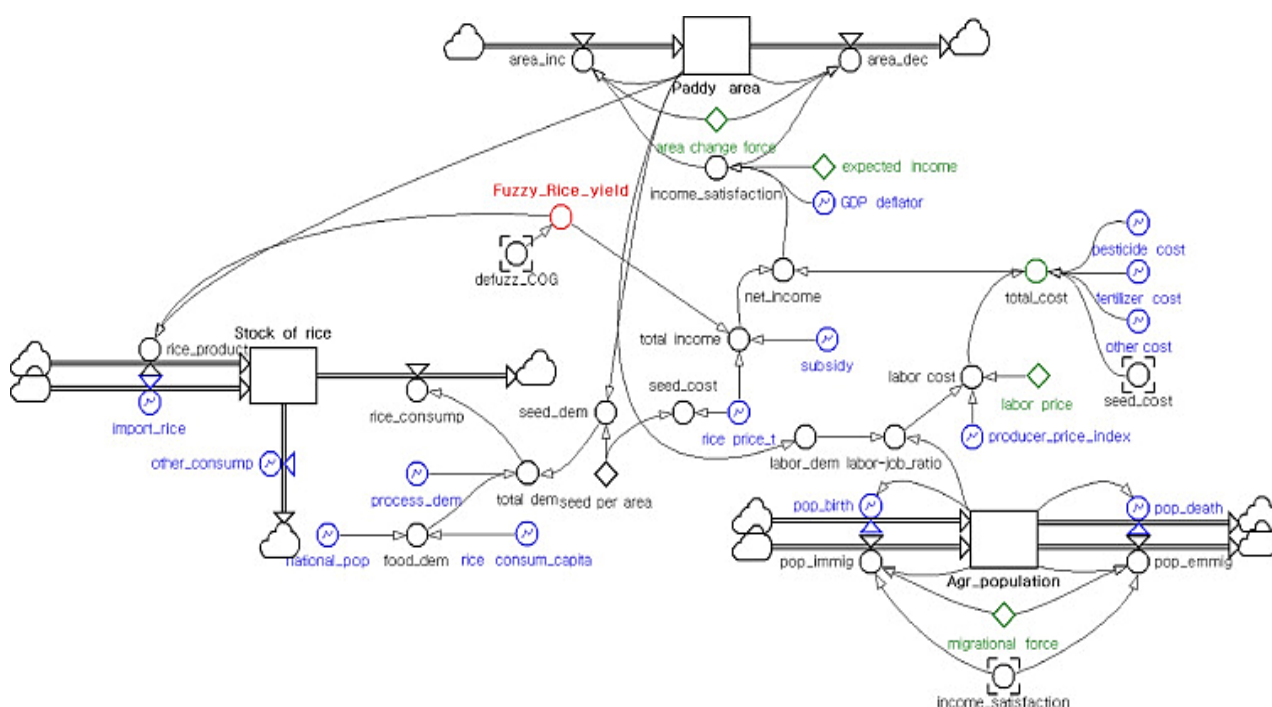 area_inc
area_dec
Paddy area
area change force
expected income
income_satisfaction
Fuzzy_Rice_yield
GDP deflator
defuzz_COG
pesticide cost
net_income
total_cost
fertilizer cost
Stock of rice
rice_product
total income
other cost
subsidy
seed_cost
labor cost
rice_consump
seed_dem
labor price
seed_cost
import_rice
rice price_t
producer_price_index
other_consump
labor_dem
labor-job_ratio
process_dem
total dem
seed per area
pop_birth
pop_death
national_pop
food_dem
rice consum_capita
pop_immig
pop_emmig
Agr_population
migrational force
income_satisfaction